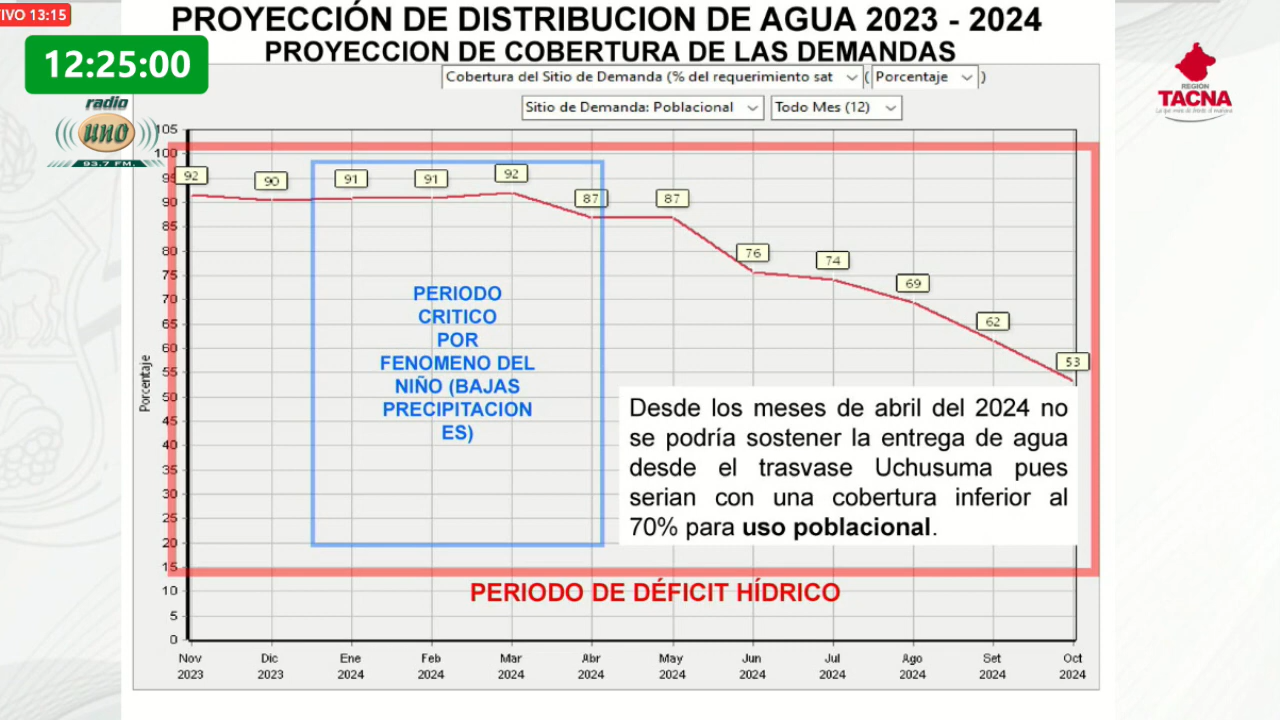 PROYECCIÓN DE DISTRIBUCION DE AGUA 2023 - 2024
VIVO 13:15
PROYECCION DE COBERTURA DE LAS DEMANDAS
12:25:00
Cobertura del Sitio de Demanda (% del requerimiento sat
( Porcentaje )
Sitio de Demanda: Poblacional
Todo Mes (12)
REGIÓN
TACNA
radio
uno
93.7 FM.
105
100
95
90
85
80
75
70
65
60
55
50
45
40
35
30
25
20
15
10
5
0
Porcentaje
92
90
91
91
92
87
87
76
74
69
62
53
PERIODO
CRITICO
POR
FENOMENO DEL
NIÑO (BAJAS
PRECIPITACION
ES)
Desde los meses de abril del 2024 no
se podría sostener la entrega de agua
desde el trasvase Uchusuma pues
serian con una cobertura inferior al
70% para uso poblacional.
PERIODO DE DÉFICIT HÍDRICO
Nov Dic Ene Feb Mar Abr May Jun Jul Ago Set Oct
2023 2023 2024 2024 2024 2024 2024 2024 2024 2024 2024 2024